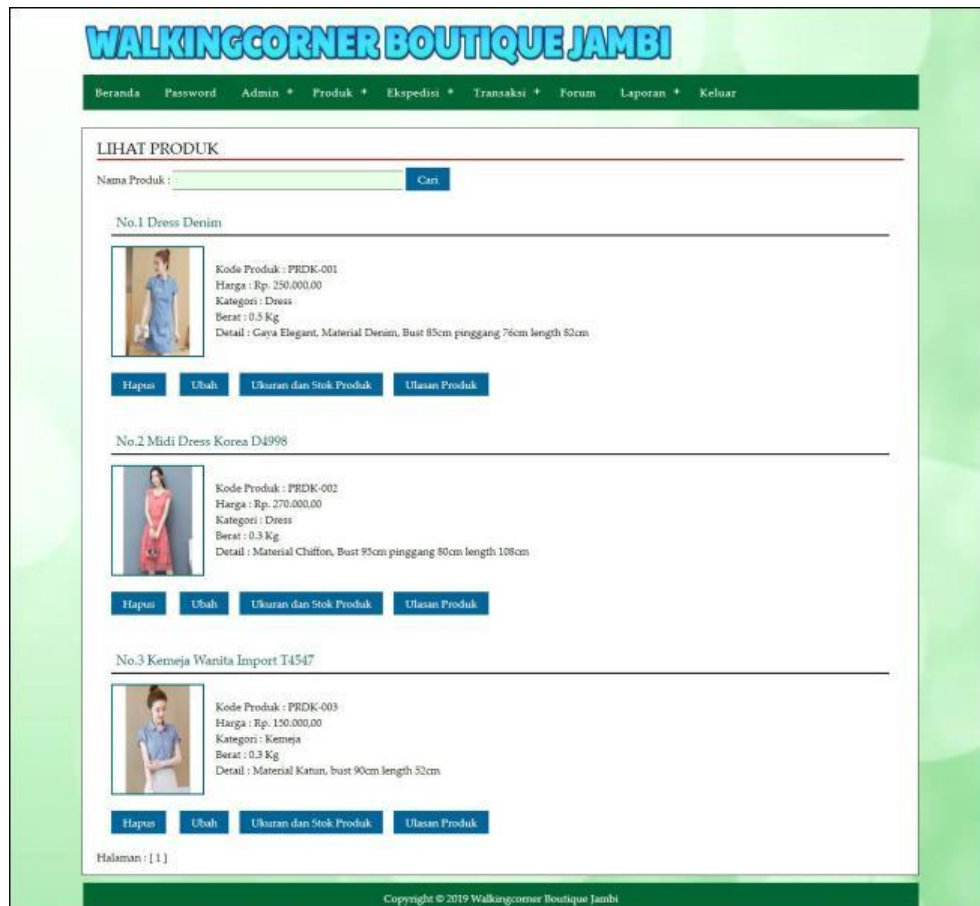 WALKINGCORNER BOUTIQUE JAMBI
Beranda Password Admin + Produk + Ekspedisi + Transaksi + Forum Laporan + Keluar
LIHAT PRODUK
Nama Produk : Cari
No.1 Dress Denim
Kode Produk : PRDK-001
Harga : Rp. 250.000,00
Kategori : Dress
Berat : 0.5 Kg
Detail : Gaya Elegant, Material Denim, Bust 85cm pinggang 76cm length 82cm
Hapus Ubah Ukuran dan Stok Produk Ulasan Produk
No.2 Midi Dress Korea D4998
Kode Produk : PRDK-002
Harga : Rp. 270.000,00
Kategori : Dress
Berat : 0.3 Kg
Detail : Material Chiffon, Bust 95cm pinggang 80cm length 108cm
Hapus Ubah Ukuran dan Stok Produk Ulasan Produk
No.3 Kemeja Wanita Import T4547
Kode Produk : PRDK-003
Harga : Rp. 150.000,00
Kategori : Kemeja
Berat : 0.3 Kg
Detail : Material Katun, bust 90cm length 52cm
Hapus Ubah Ukuran dan Stok Produk Ulasan Produk
Halaman : [ 1 ]
Copyright © 2019 Walkingcorner Boutique Jambi